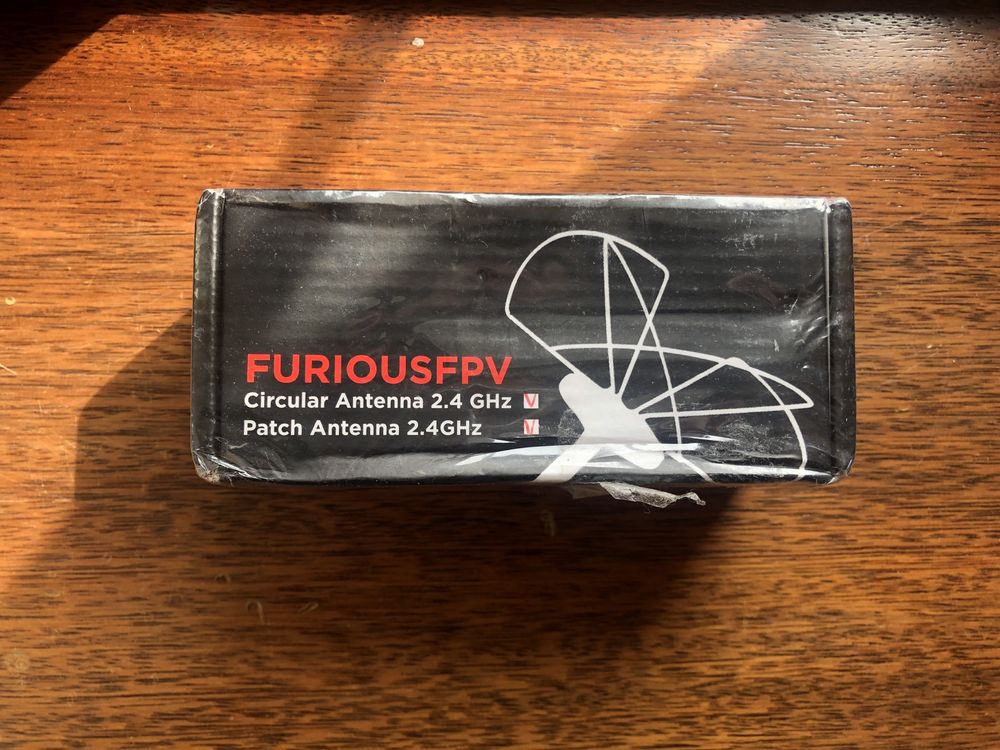 FURIOUSFPV
Circular Antenna 2.4 GHz
Patch Antenna 2.4GHz